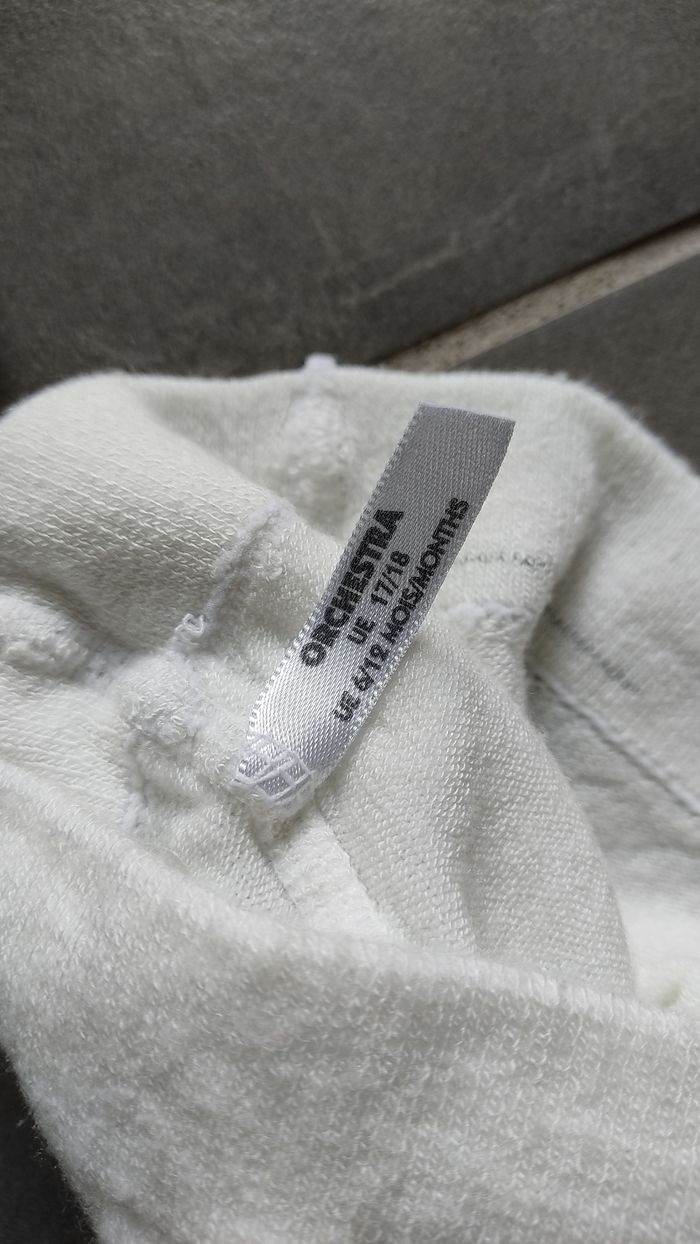 ORCHESTRA
UE 17/18
UE 6/12 MOIS/MONTHS